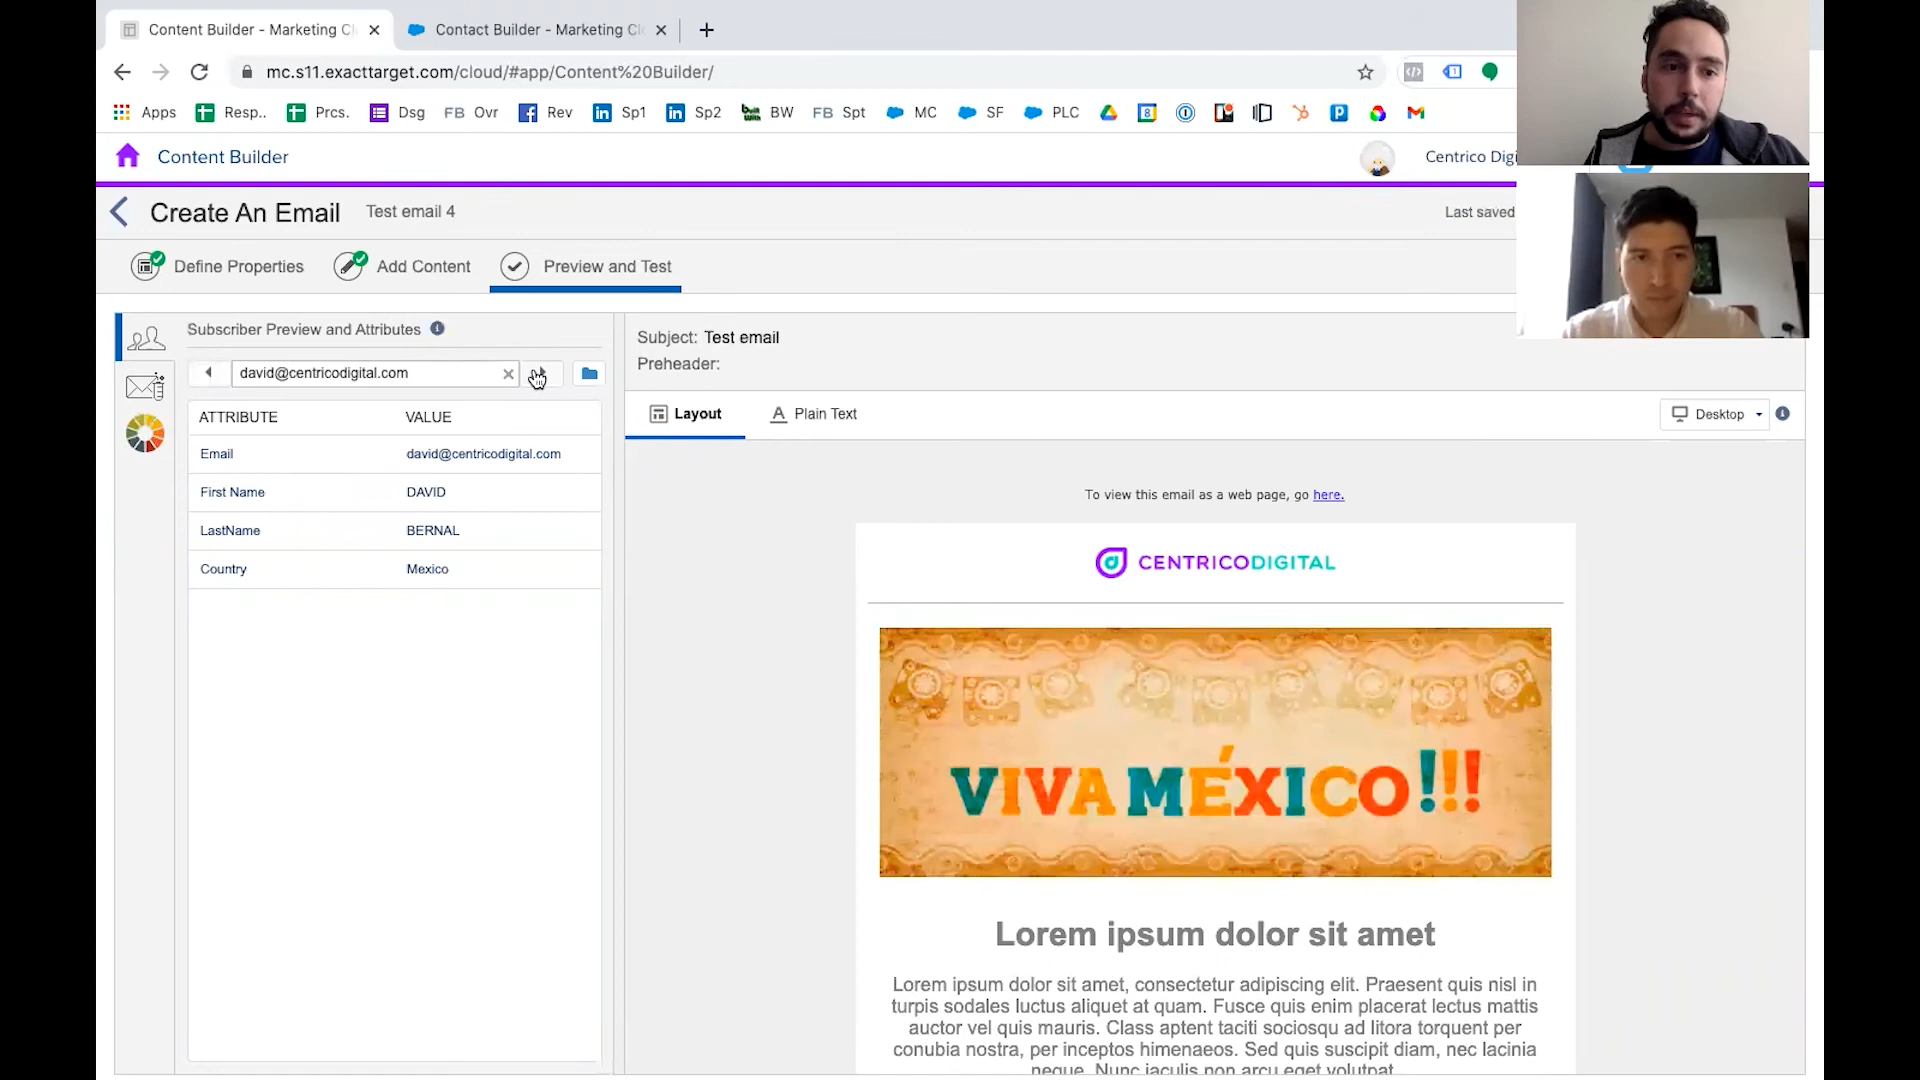 Content Builder - Marketing Cl
Contact Builder - Marketing Cl
mc.s11.exacttarget.com/cloud/#app/Content%20Builder/
Apps
Resp..
Prcs.
Dsg
FB Ovr
Rev
Sp1
Sp2
BW
FB Spt
MC
SF
PLC
Content Builder
Centrico Digi
Create An Email
Test email 4
Last saved
Define Properties
Add Content
Preview and Test
Subscriber Preview and Attributes
david@centricodigital.com
ATTRIBUTE VALUE
Email david@centricodigital.com
First Name DAVID
LastName BERNAL
Country Mexico
Subject: Test email
Preheader:
Layout
Plain Text
Desktop
To view this email as a web page, go here.
CENTRICODIGITAL
VIVA MÉXICO!!!
Lorem ipsum dolor sit amet
Lorem ipsum dolor sit amet, consectetur adipiscing elit. Praesent quis nisl in
turpis sodales luctus aliquet at quam. Fusce quis enim placerat lectus mattis
auctor vel quis mauris. Class aptent taciti sociosqu ad litora torquent per
conubia nostra, per inceptos himenaeos. Sed quis suscipit diam, nec lacinia
neque. Nunc iaculis non arcu eget volutpat.